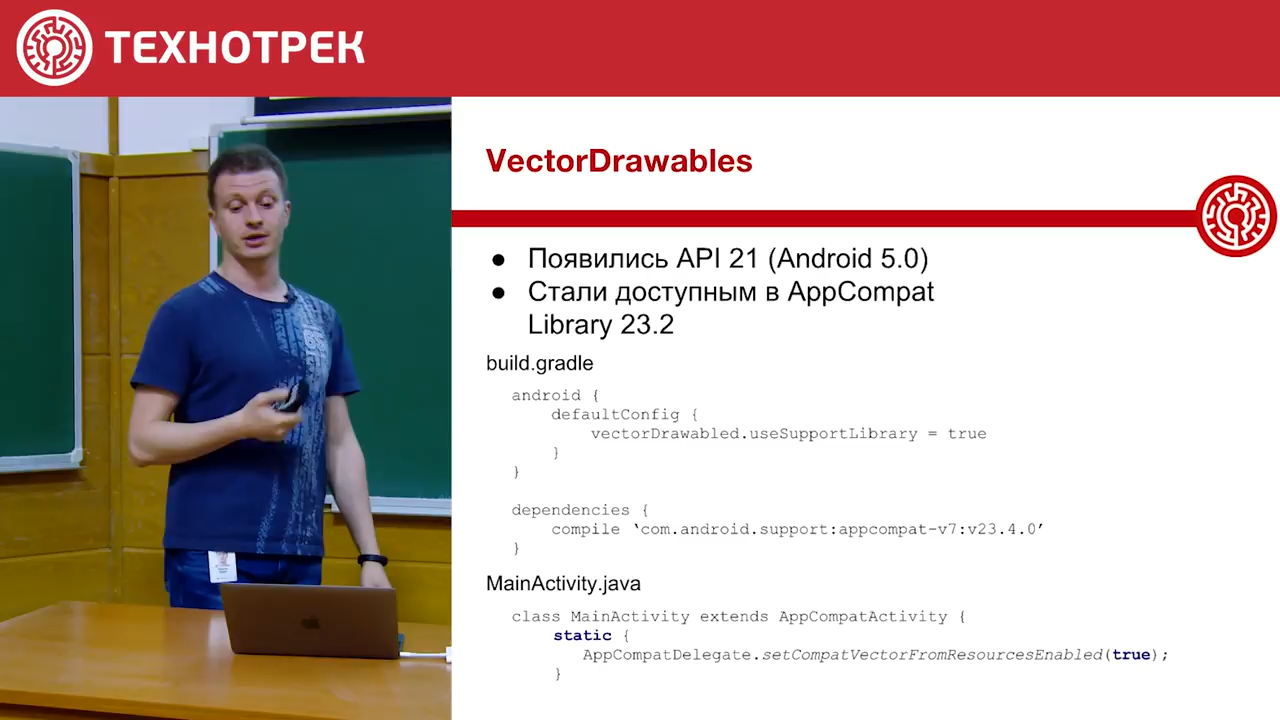 ТЕХНОТРЕК
VectorDrawables
● Появились API 21 (Android 5.0)
● Стали доступным в AppCompat
Library 23.2
build.gradle
android {
defaultConfig {
vectorDrawabled.useSupportLibrary = true
}
}
dependencies {
compile ‘com.android.support:appcompat-v7:v23.4.0’
}
MainActivity.java
class MainActivity extends AppCompatActivity {
static {
AppCompatDelegate.setCompatVectorFromResourcesEnabled(true);
}